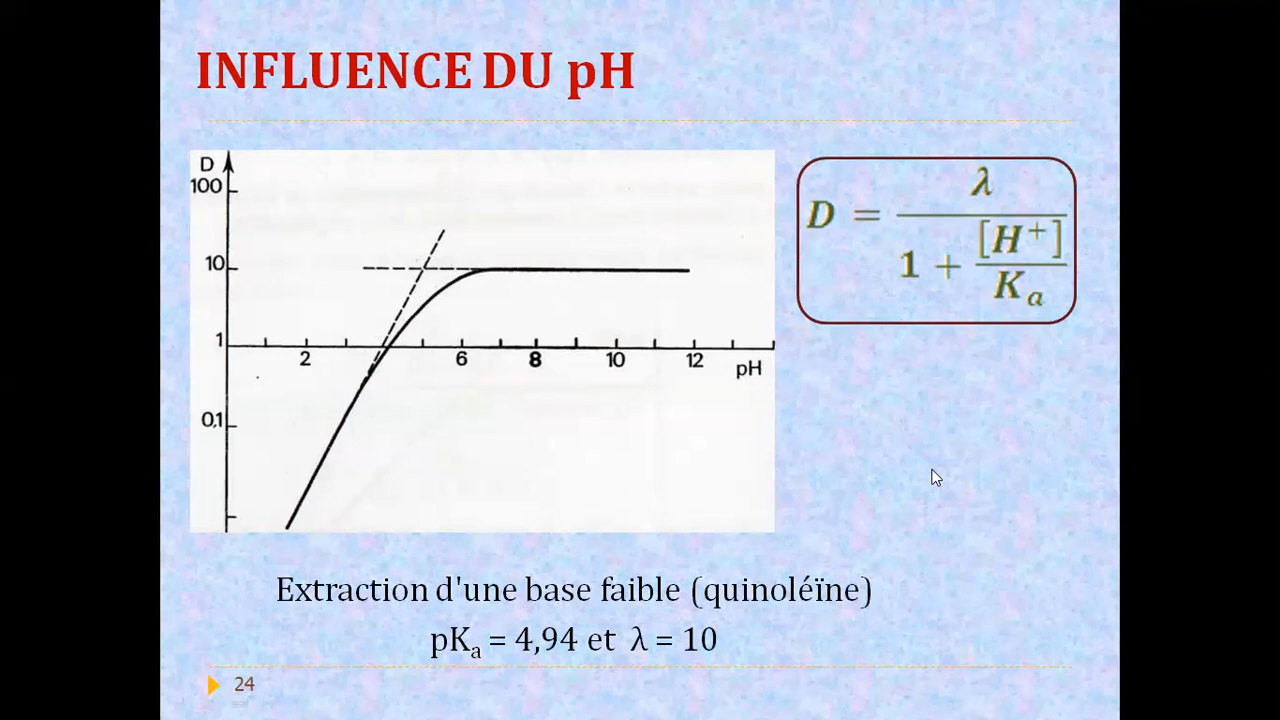 INFLUENCE DU pH
D
100
10
1
0,1
2
6
8
10
12
pH
D = λ / (1 + [H⁺] / Kₐ)
Extraction d'une base faible (quinoléïne)
pKₐ = 4,94 et λ = 10
24